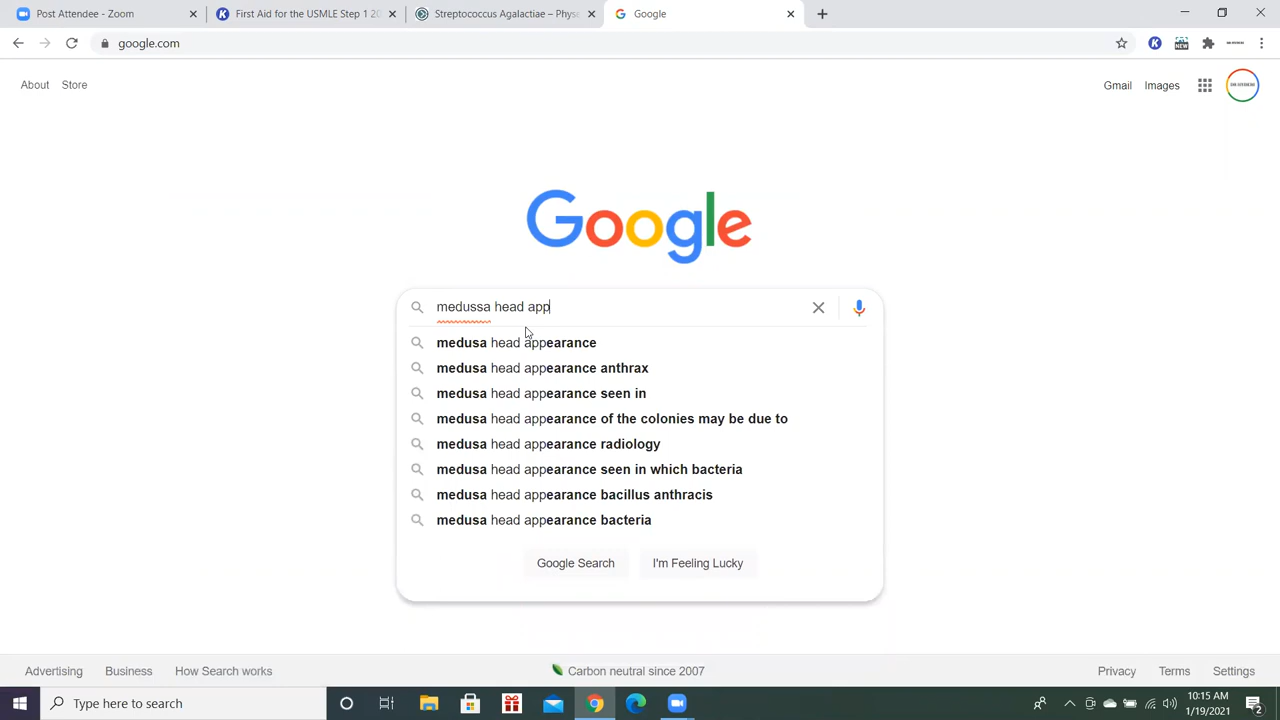 Post Attendee - Zoom
First Aid for the USMLE Step 1 20
Streptococcus Agalactiae – Physo
Google
google.com
About Store
Gmail Images
Google
medussa head app
medusa head appearance
medusa head appearance anthrax
medusa head appearance seen in
medusa head appearance of the colonies may be due to
medusa head appearance radiology
medusa head appearance seen in which bacteria
medusa head appearance bacillus anthracis
medusa head appearance bacteria
Google Search I'm Feeling Lucky
Advertising Business How Search works
Carbon neutral since 2007
Privacy Terms Settings
Type here to search
10:15 AM
1/19/2021
2